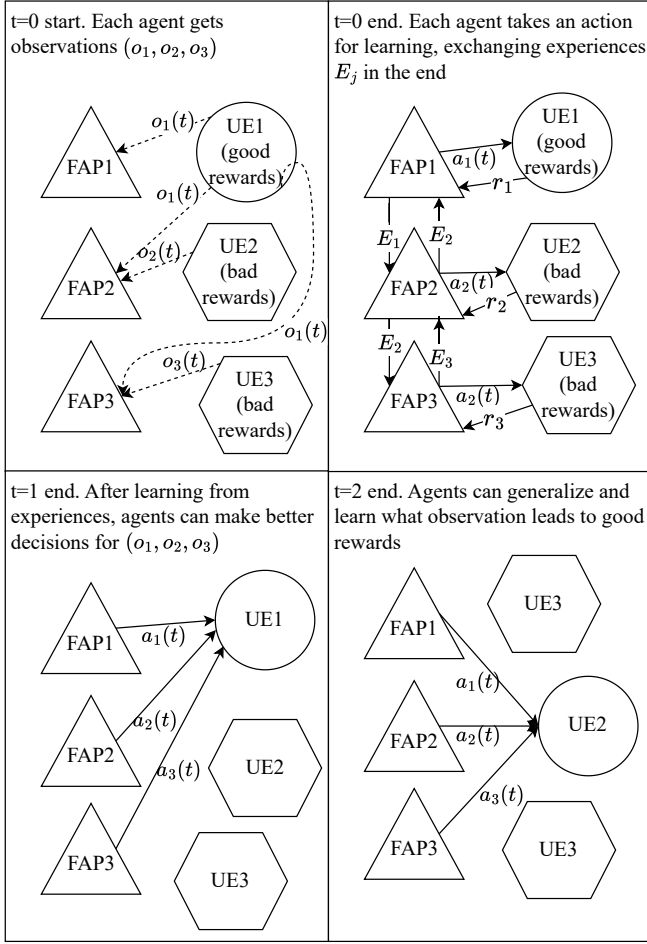 t=0 start. Each agent gets
observations (o₁, o₂, o₃)
o₁(t)
UE1
(good
rewards)
FAP1
o₁(t)
UE2
(bad
rewards)
o₂(t)
FAP2
o₁(t)
o₃(t)
UE3
(bad
rewards)
FAP3
t=0 end. Each agent takes an action
for learning, exchanging experiences
Eⱼ in the end
UE1
(good
rewards)
FAP1
a₁(t)
r₁
E₁
E₂
UE2
(bad
rewards)
FAP2
a₂(t)
r₂
E₂
E₃
UE3
(bad
rewards)
FAP3
a₂(t)
r₃
t=1 end. After learning from
experiences, agents can make better
decisions for (o₁, o₂, o₃)
FAP1
a₁(t)
UE1
FAP2
a₂(t)
a₃(t)
UE2
FAP3
UE3
t=2 end. Agents can generalize and
learn what observation leads to good
rewards
UE3
FAP1
a₁(t)
FAP2
a₂(t)
UE2
a₃(t)
FAP3
UE3